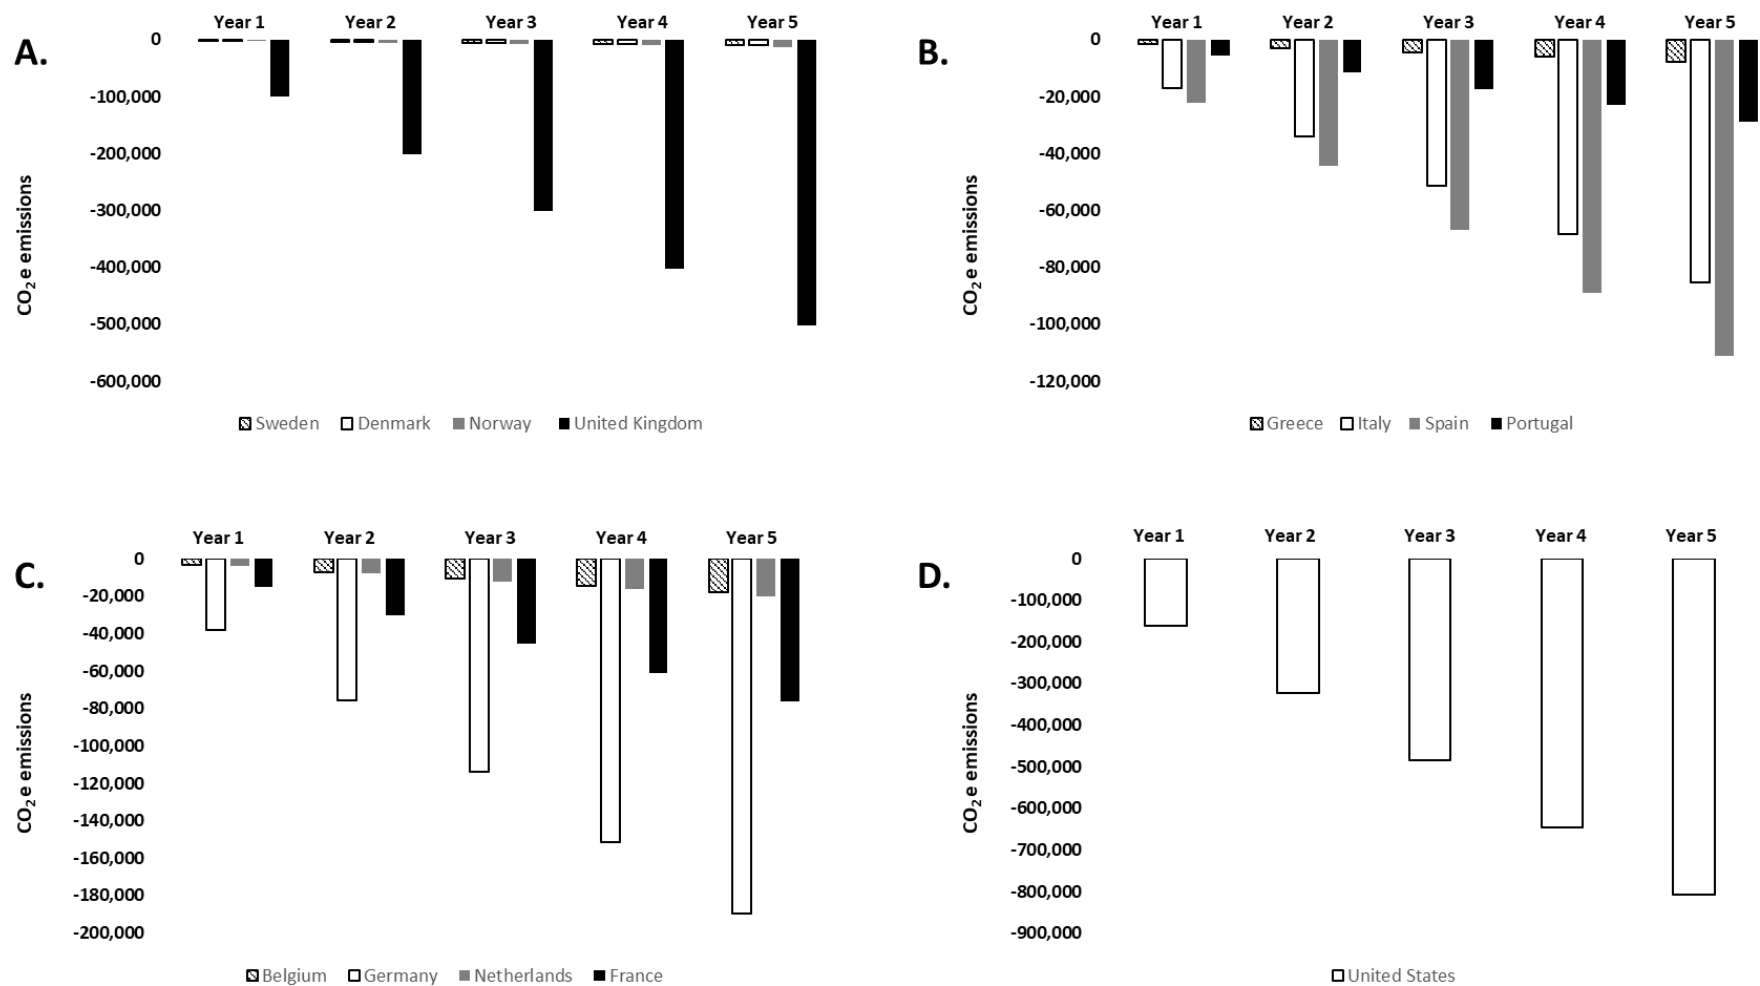 A.
Year 1 Year 2 Year 3 Year 4 Year 5
0
-100,000
-200,000
-300,000
-400,000
-500,000
-600,000
CO2 e emissions
Sweden Denmark Norway United Kingdom
B.
Year 1 Year 2 Year 3 Year 4 Year 5
0
-20,000
-40,000
-60,000
-80,000
-100,000
-120,000
CO2 e emissions
Greece Italy Spain Portugal
C.
Year 1 Year 2 Year 3 Year 4 Year 5
0
-20,000
-40,000
-60,000
-80,000
-100,000
-120,000
-140,000
-160,000
-180,000
-200,000
CO2 e emissions
Belgium Germany Netherlands France
D.
Year 1 Year 2 Year 3 Year 4 Year 5
0
-100,000
-200,000
-300,000
-400,000
-500,000
-600,000
-700,000
-800,000
-900,000
CO2 e emissions
United States